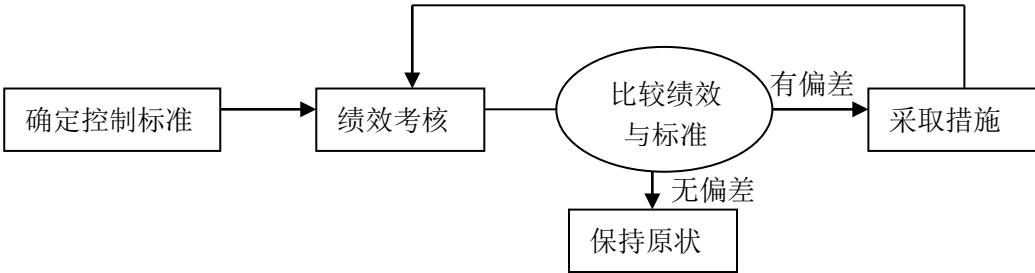 确定控制标准
绩效考核
比较绩效
与标准
有偏差
采取措施
无偏差
保持原状